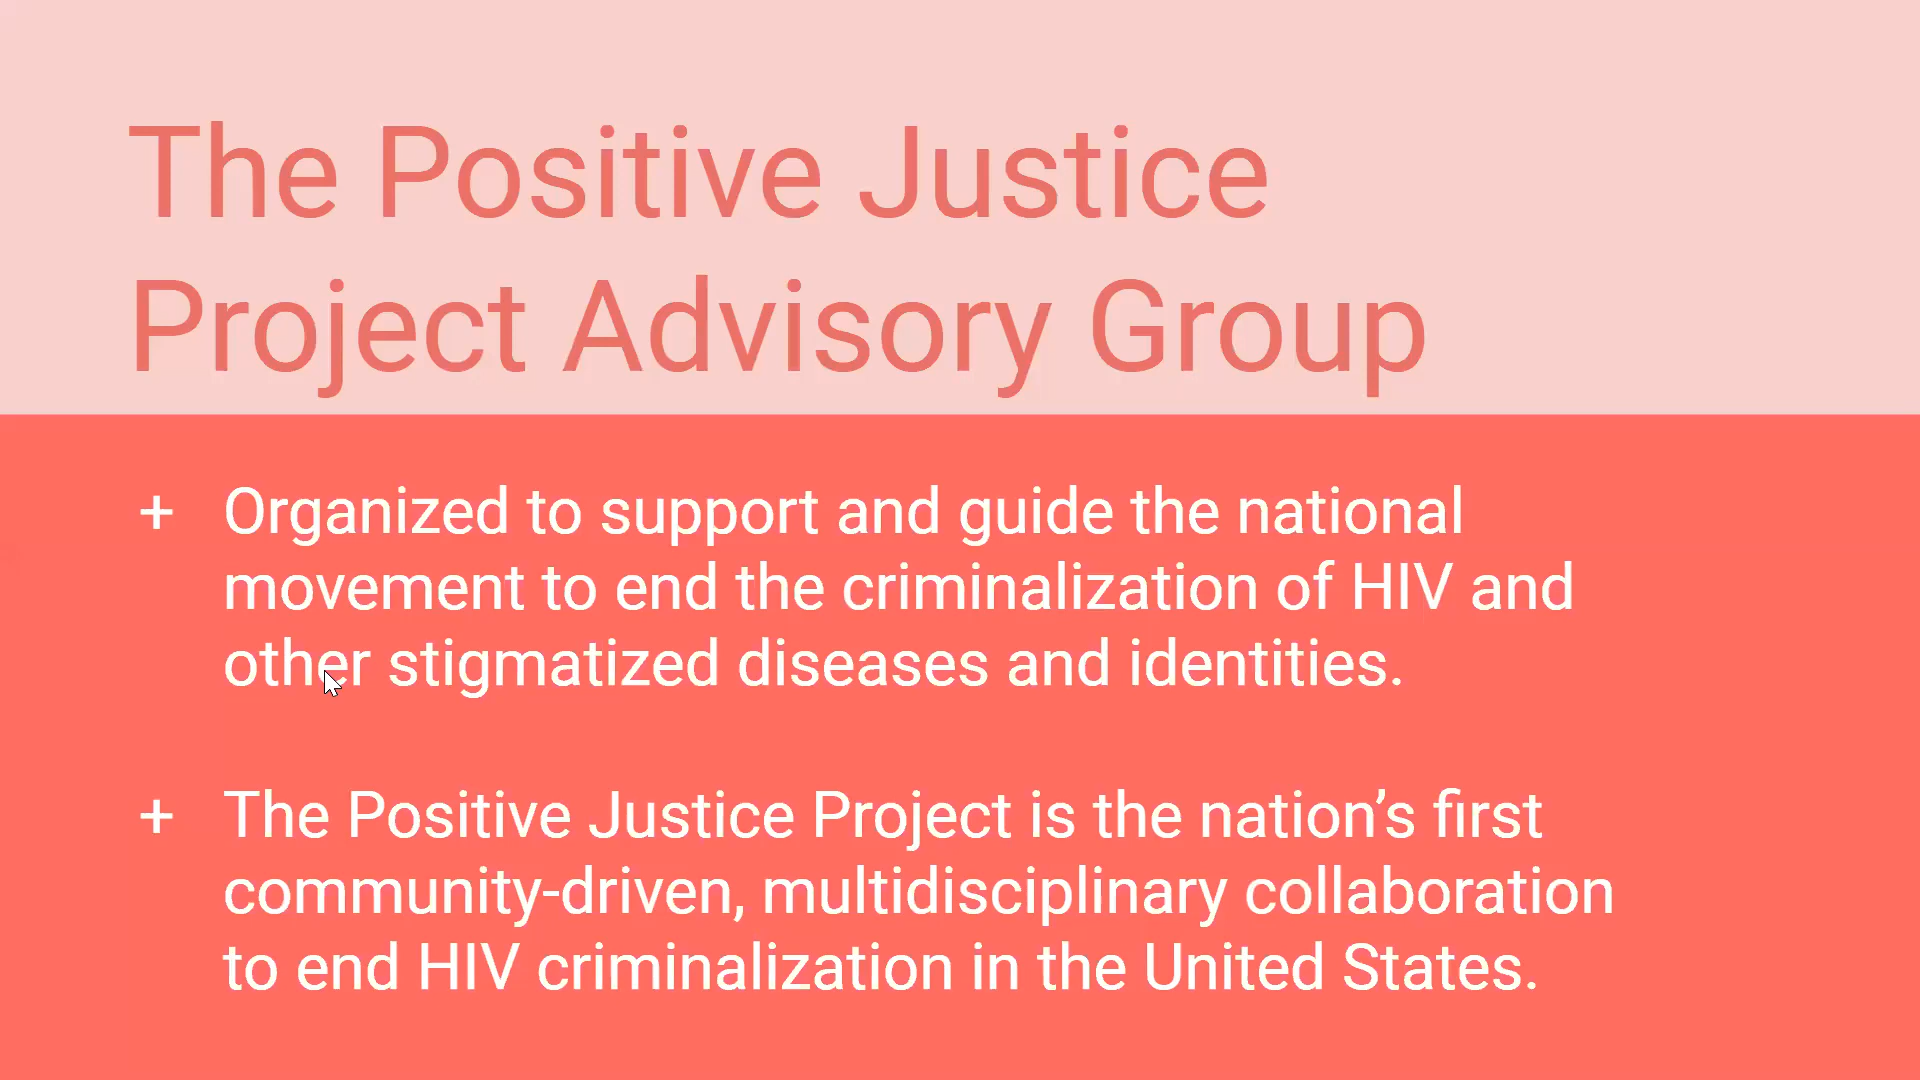 The Positive Justice
Project Advisory Group
+ Organized to support and guide the national
movement to end the criminalization of HIV and
other stigmatized diseases and identities.
+ The Positive Justice Project is the nation’s first
community-driven, multidisciplinary collaboration
to end HIV criminalization in the United States.